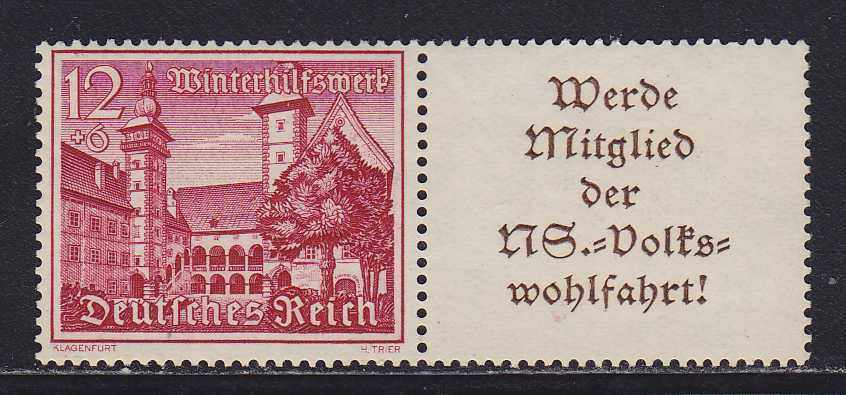 12
+6
Winterhilfswerk
Deutsches Reich
KLAGENFURT
H. TRIER
Werde
Mitglied
der
NS.=Volks=
wohlfahrt!